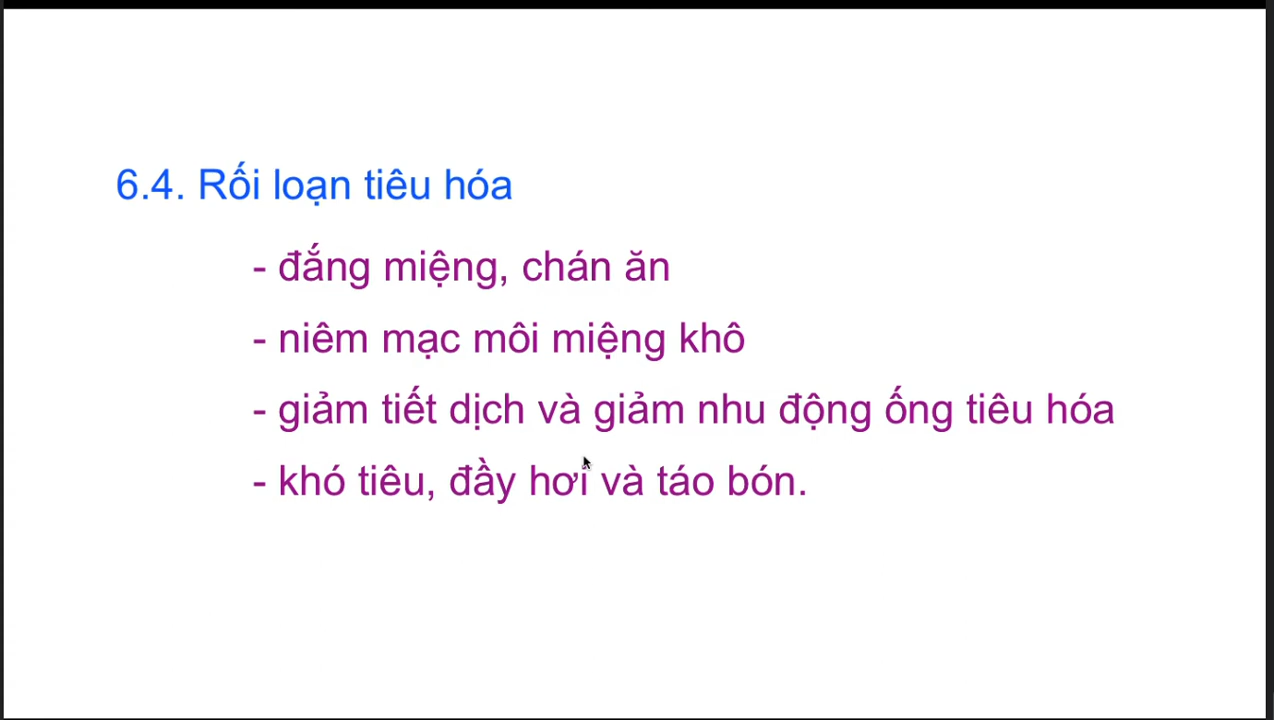 6.4. Rối loạn tiêu hóa
- đắng miệng, chán ăn
- niêm mạc môi miệng khô
- giảm tiết dịch và giảm nhu động ống tiêu hóa
- khó tiêu, đầy hơi và táo bón.